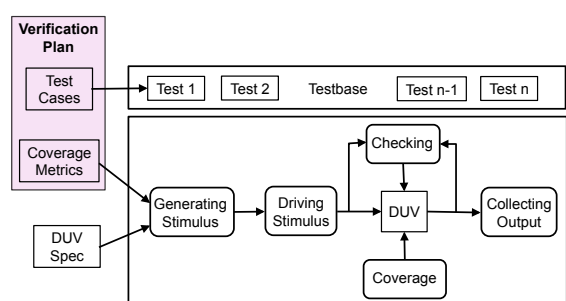 Verification
Plan
Test
Cases
Test 1
Test 2
Testbase
Test n-1
Test n
Coverage
Metrics
Checking
Generating
Stimulus
Driving
Stimulus
DUV
Collecting
Output
DUV
Spec
Coverage